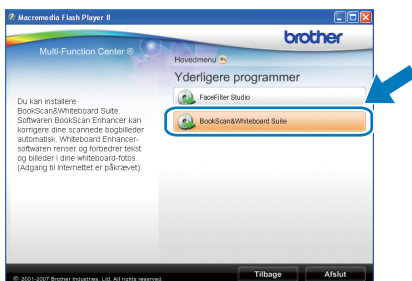 Macromedia Flash Player 8
brother
Multi-Function Center ®
Hovedmenu
Yderligere programmer
FaceFilter Studio
BookScan&Whiteboard Suite
Du kan installere
BookScan&Whiteboard Suite.
Softwaren BookScan Enhancer kan
korrigere dine scannede bogbilleder
automatisk. Whiteboard Enhancer-
softwaren renser og forbedrer tekst
og billeder i dine whiteboard-fotos.
(Adgang til Internettet er påkrævet).
© 2001-2007 Brother Industries, Ltd. All rights reserved.
Tilbage
Afslut